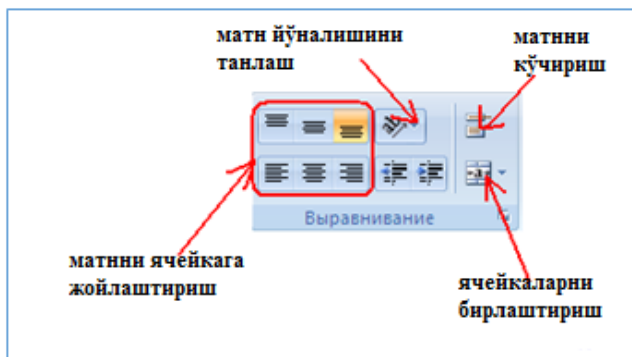 матн йўналишини
танлаш
матнни
кўчириш
Выравнивание
матнни ячейкага
жойлаштириш
ячейкаларни
бирлаштириш